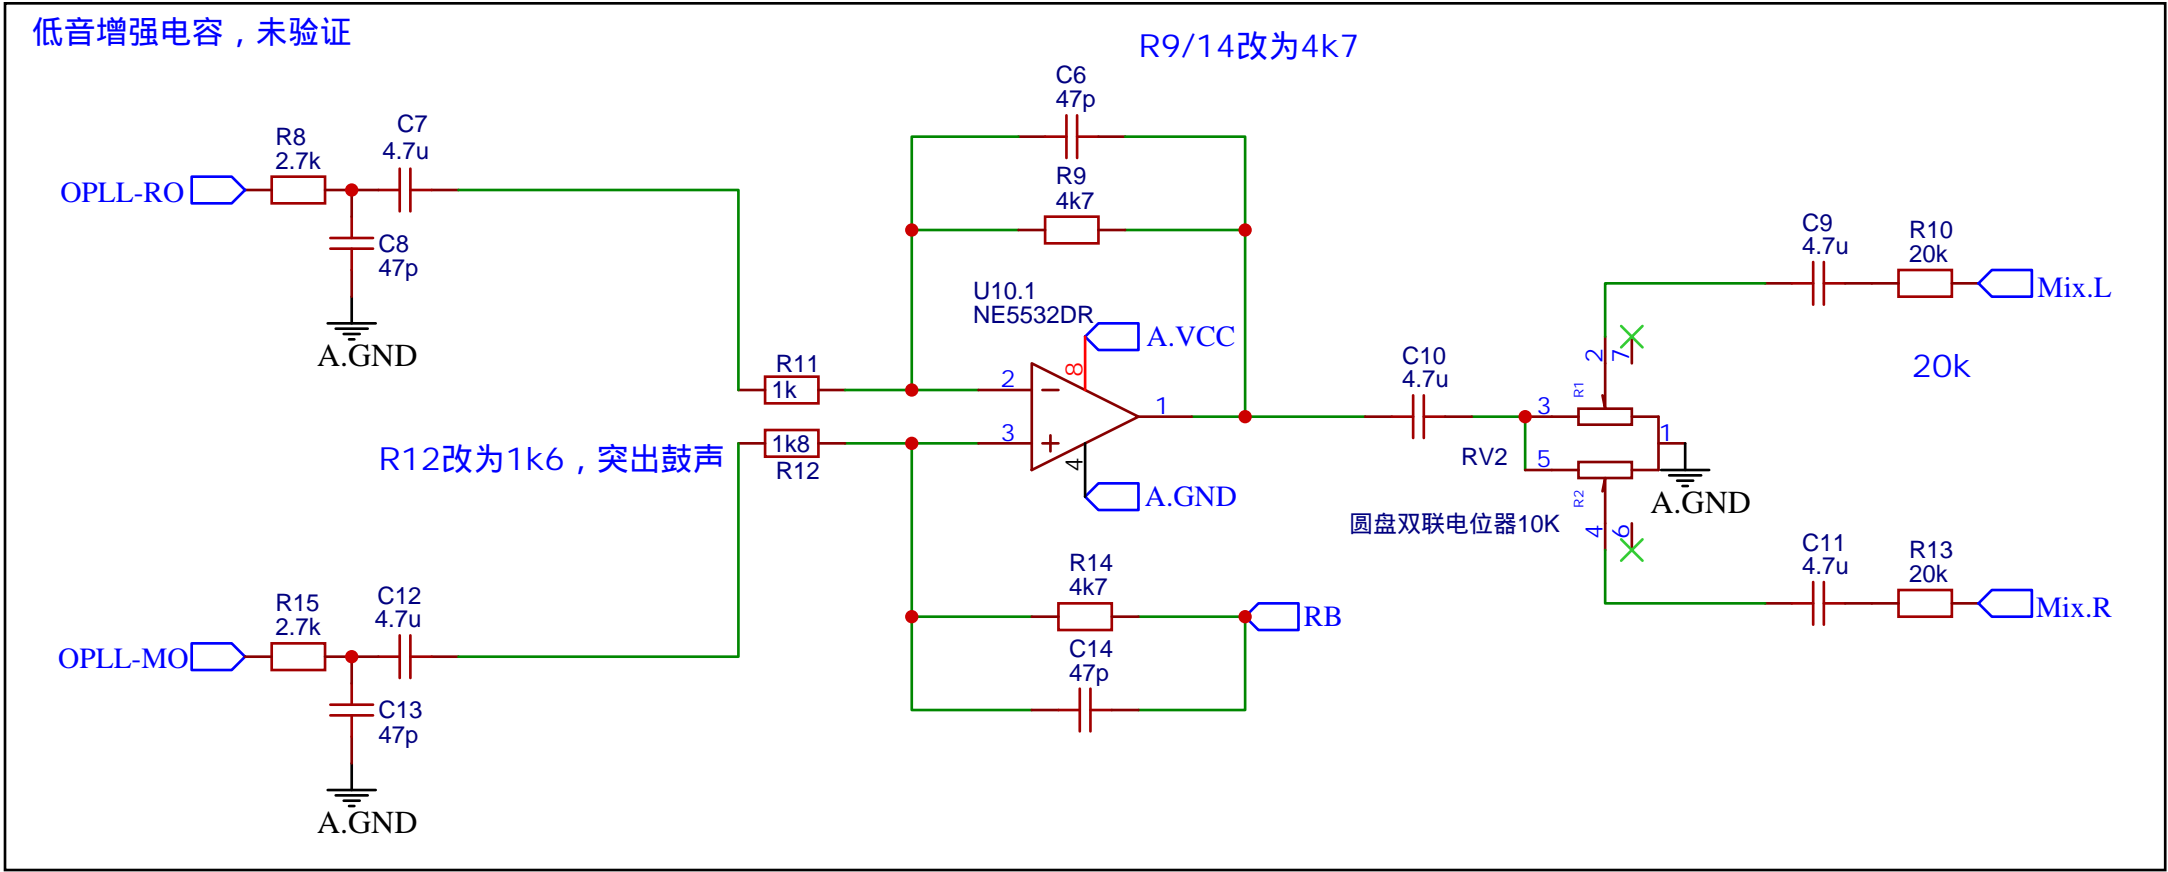 低音增强电容，未验证
R9/14改为4k7
C6
47p
R9
4k7
C7
4.7u
R8
2.7k
OPLL-RO
C8
47p
A.GND
U10.1
NE5532DR
A.VCC
8
R11
1k
2
3
1
4
A.GND
1k8
R12
R12改为1k6，突出鼓声
C10
4.7u
C9
4.7u
R10
20k
Mix.L
20k
2
7
R1
3
1
RV2
5
R2
A.GND
圆盘双联电位器10K
4
6
C11
4.7u
R13
20k
Mix.R
R14
4k7
RB
C14
47p
R15
2.7k
C12
4.7u
OPLL-MO
C13
47p
A.GND